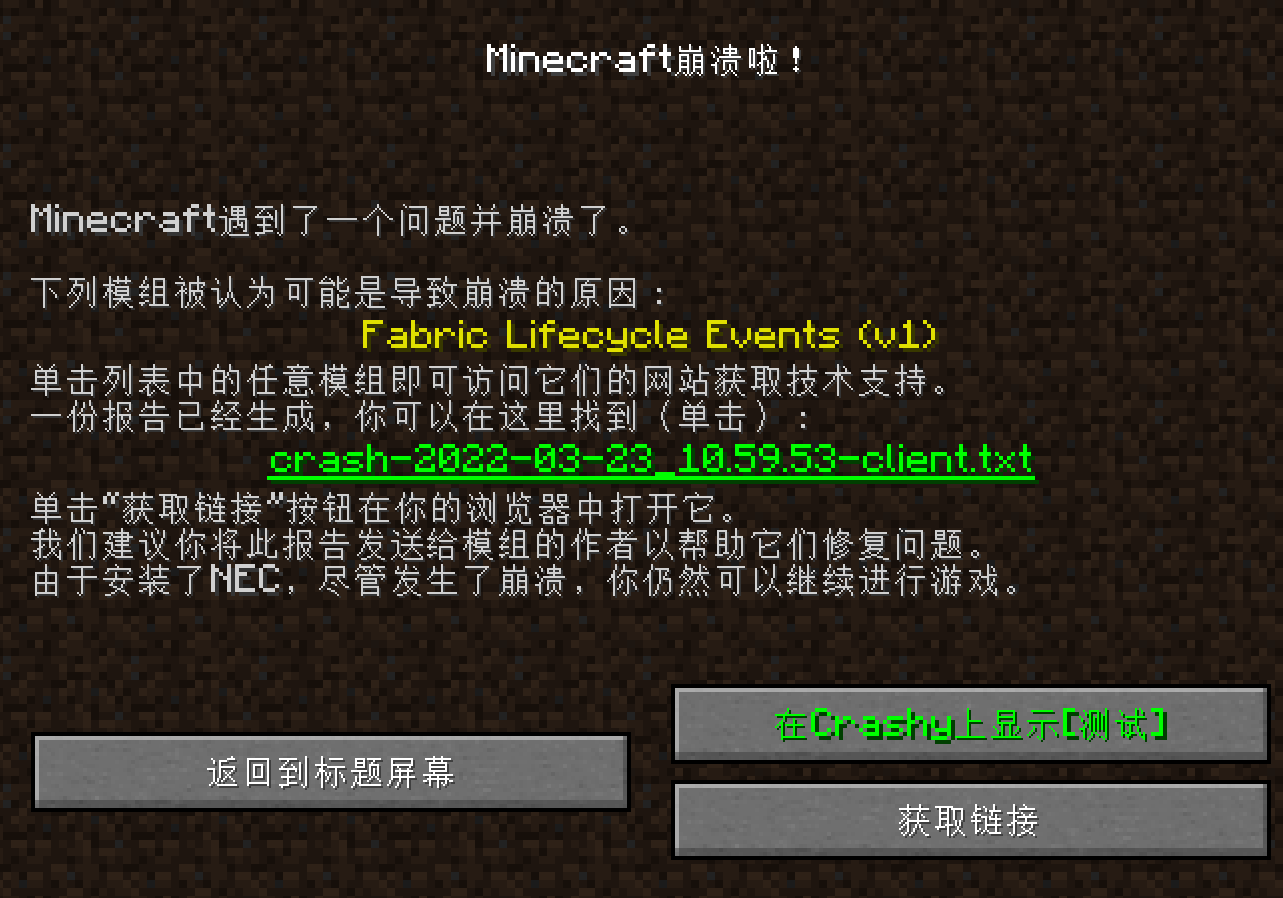 Minecraft崩溃啦！
Minecraft遇到了一个问题并崩溃了。
下列模组被认为可能是导致崩溃的原因：
Fabric Lifecycle Events (v1)
单击列表中的任意模组即可访问它们的网站获取技术支持。
一份报告已经生成，你可以在这里找到（单击）：
crash-2022-03-23_10.59.53-client.txt
单击“获取链接”按钮在你的浏览器中打开它。
我们建议你将此报告发送给模组的作者以帮助它们修复问题。
由于安装了NEC，尽管发生了崩溃，你仍然可以继续进行游戏。
在Crashy上显示[测试]
返回到标题屏幕
获取链接